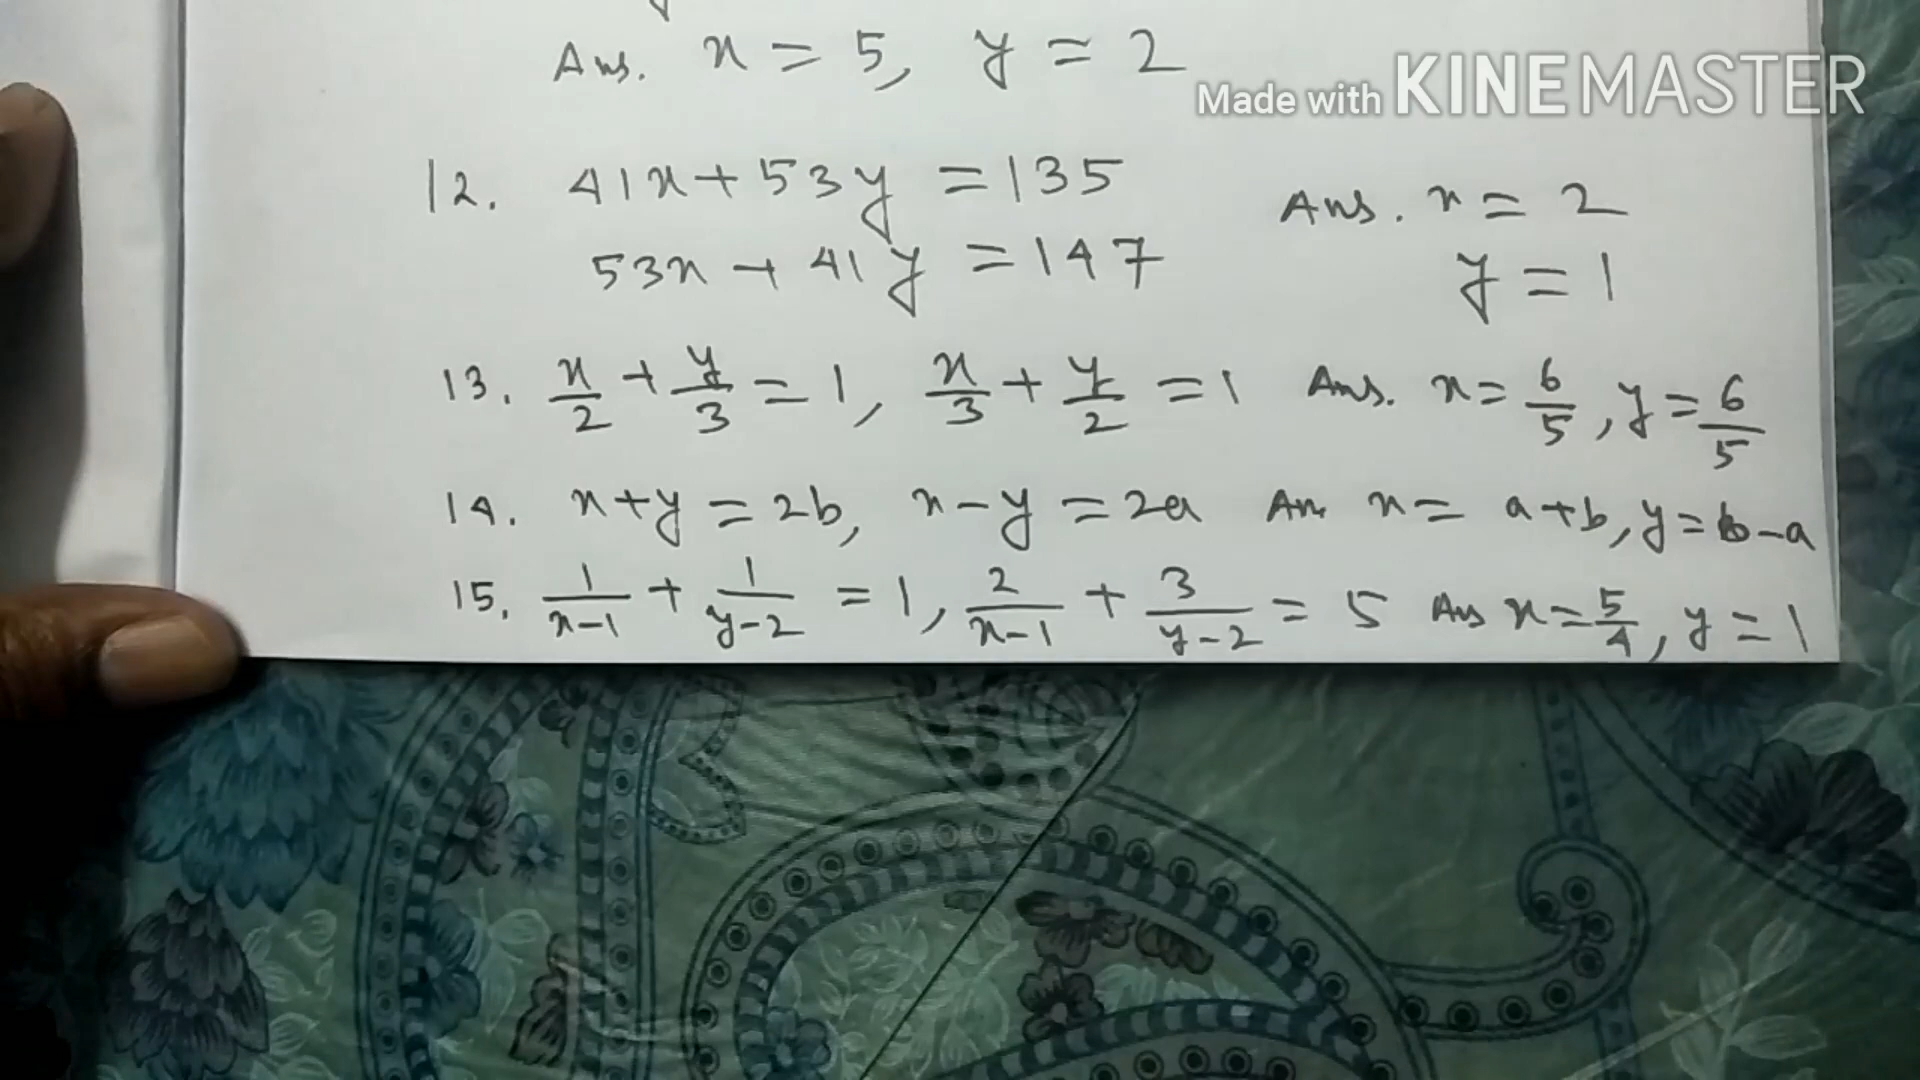 Ans. x = 5, y = 2
Made with KINEMASTER
12. 41x + 53y = 135 Ans. x = 2
53x + 41y = 147 y = 1
13. x/2 + y/3 = 1, x/3 + y/2 = 1 Ans. x = 6/5, y = 6/5
14. x + y = 2b, x - y = 2a An x = a + b, y = b - a
15. 1/(x-1) + 1/(y-2) = 1, 2/(x-1) + 3/(y-2) = 5 Ans x = 5/4, y = 1